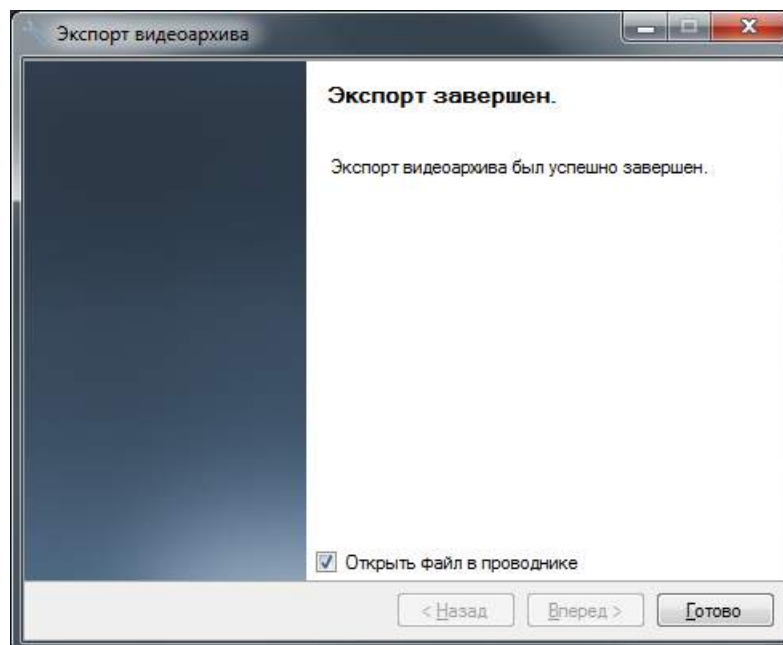 Экспорт видеоархива
Экспорт завершен.
Экспорт видеоархива был успешно завершен.
Открыть файл в проводнике
< Назад Вперед > Готово